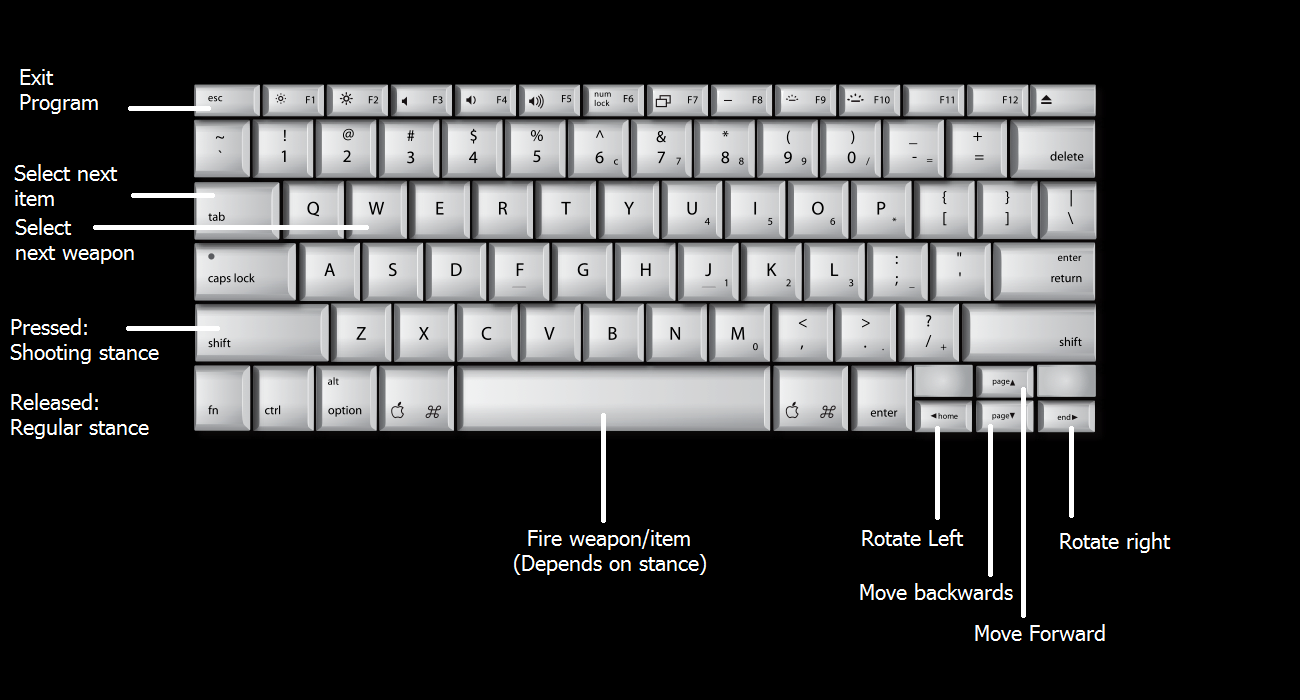 Exit
Program
esc F1 F2 F3 F4 F5 num lock F6 F7 F8 F9 F10 F11 F12
~ ! @ # $ % ^ & * ( ) _ +
` 1 2 3 4 5 6 c 7 7 8 8 9 9 0 / - = = delete
Select next
item
tab Q W E R T Y U 4 I 5 O 6 P * { [ } ] | \
Select
next weapon
caps lock A S D F G H J 1 K 2 L 3 : ; _ " ' enter return
Pressed:
Shooting stance
shift Z X C V B N M 0 < , > . . ? / + shift
Released:
Regular stance
fn ctrl alt option ⌘ ⌘ enter
page▲
◀home page▼ end▶
Fire weapon/item
(Depends on stance)
Rotate Left
Rotate right
Move backwards
Move Forward